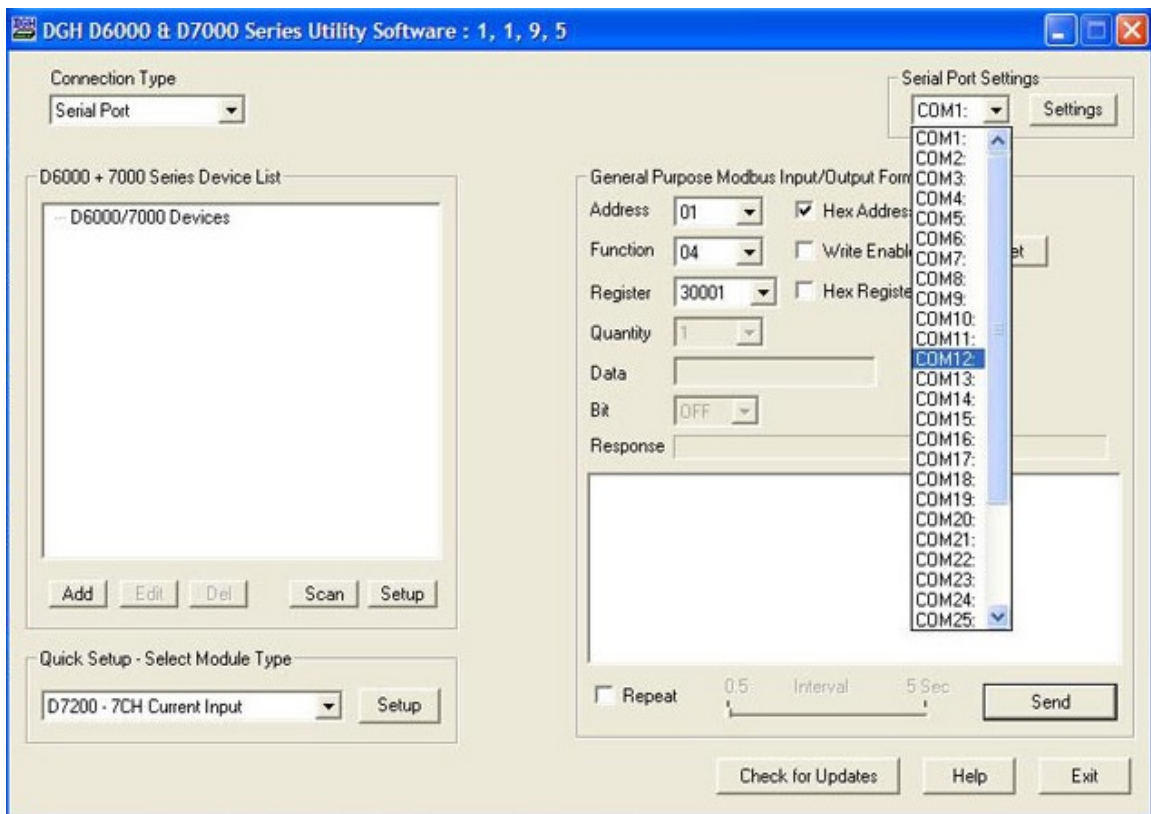 DGH D6000 & D7000 Series Utility Software : 1, 1, 9, 5
Connection Type
Serial Port
Serial Port Settings
COM1:
Settings
COM1:
COM2:
COM3:
COM4:
COM5:
COM6:
COM7:
COM8:
COM9:
COM10:
COM11:
COM12:
COM13:
COM14:
COM15:
COM16:
COM17:
COM18:
COM19:
COM20:
COM21:
COM22:
COM23:
COM24:
COM25:
D6000 + 7000 Series Device List
D6000/7000 Devices
Add
Edit
Del
Scan
Setup
Quick Setup - Select Module Type
D7200 - 7CH Current Input
Setup
General Purpose Modbus Input/Output Form
Address
01
Hex Addres
Function
04
Write Enabl
et
Register
30001
Hex Registe
Quantity
1
Data
Bit
OFF
Response
Repeat
0.5 Interval 5 Sec
Send
Check for Updates
Help
Exit